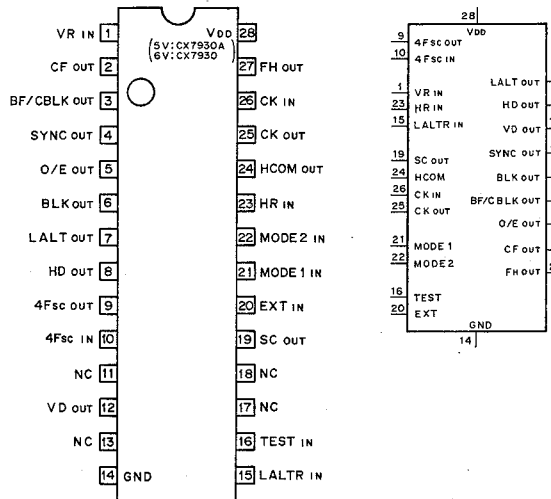 VR IN 1
28 VDD
(5V:CX7930A
6V:CX7930)
CF OUT 2
27 FH OUT
BF/CBLK OUT 3
26 CK IN
SYNC OUT 4
25 CK OUT
O/E OUT 5
24 HCOM OUT
BLK OUT 6
23 HR IN
LALT OUT 7
22 MODE2 IN
HD OUT 8
21 MODE1 IN
4Fsc OUT 9
20 EXT IN
4Fsc IN 10
19 SC OUT
NC 11
18 NC
VD OUT 12
17 NC
NC 13
16 TEST IN
14 GND
15 LALTR IN
28
VDD
9 4Fsc OUT
10 4Fsc IN
LALT OUT
1 VR IN
HD OUT
23 HR IN
15 LALTR IN
VD OUT
SYNC OUT
19 SC OUT
24 HCOM
BLK OUT
26 CK IN
BF/CBLK OUT
25 CK OUT
O/E OUT
21 MODE 1
CF OUT
22 MODE2
FH OUT
16 TEST
20 EXT
GND
14